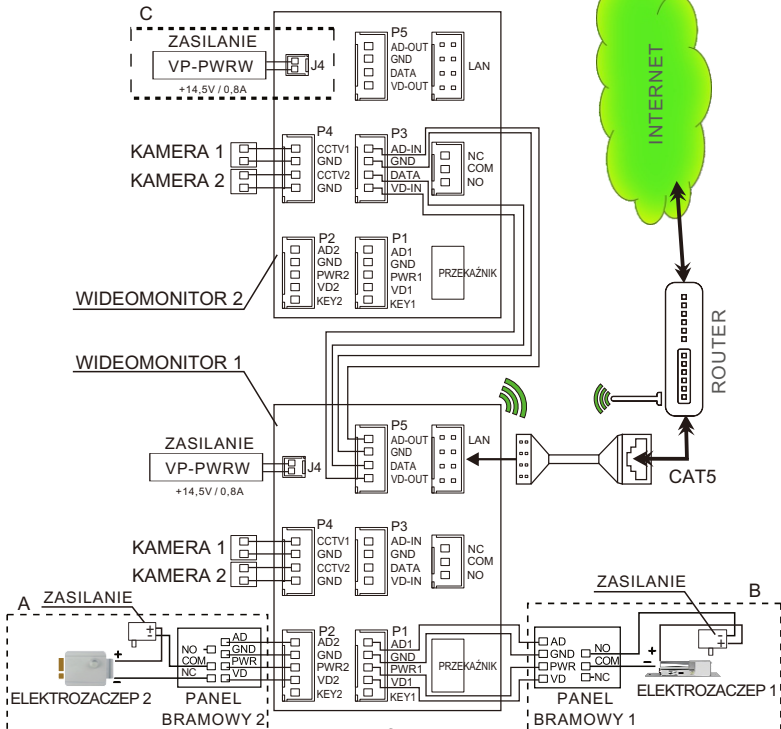 C
ZASILANIE
VP-PWRW
+14,5V / 0,8A
J4
P5
AD-OUT
GND
DATA
VD-OUT
LAN
INTERNET
KAMERA 1
KAMERA 2
P4
CCTV1
GND
CCTV2
GND
P3
AD-IN
GND
DATA
VD-IN
NC
COM
NO
P2
AD2
GND
PWR2
VD2
KEY2
P1
AD1
GND
PWR1
VD1
KEY1
PRZEKAŹNIK
WIDEOMONITOR 2
WIDEOMONITOR 1
ROUTER
CAT5
ZASILANIE
VP-PWRW
+14,5V / 0,8A
J4
P5
AD-OUT
GND
DATA
VD-OUT
LAN
KAMERA 1
KAMERA 2
P4
CCTV1
GND
CCTV2
GND
P3
AD-IN
GND
DATA
VD-IN
NC
COM
NO
A
ZASILANIE
+
-
+
–
NO
COM
NC
AD
GND
PWR
VD
ELEKTROZACZEP 2
PANEL
BRAMOWY 2
P2
AD2
GND
PWR2
VD2
KEY2
P1
AD1
GND
PWR1
VD1
KEY1
PRZEKAŹNIK
B
ZASILANIE
AD
GND
PWR
VD
NO
COM
NC
+
–
-
+
PANEL
BRAMOWY 1
ELEKTROZACZEP 1